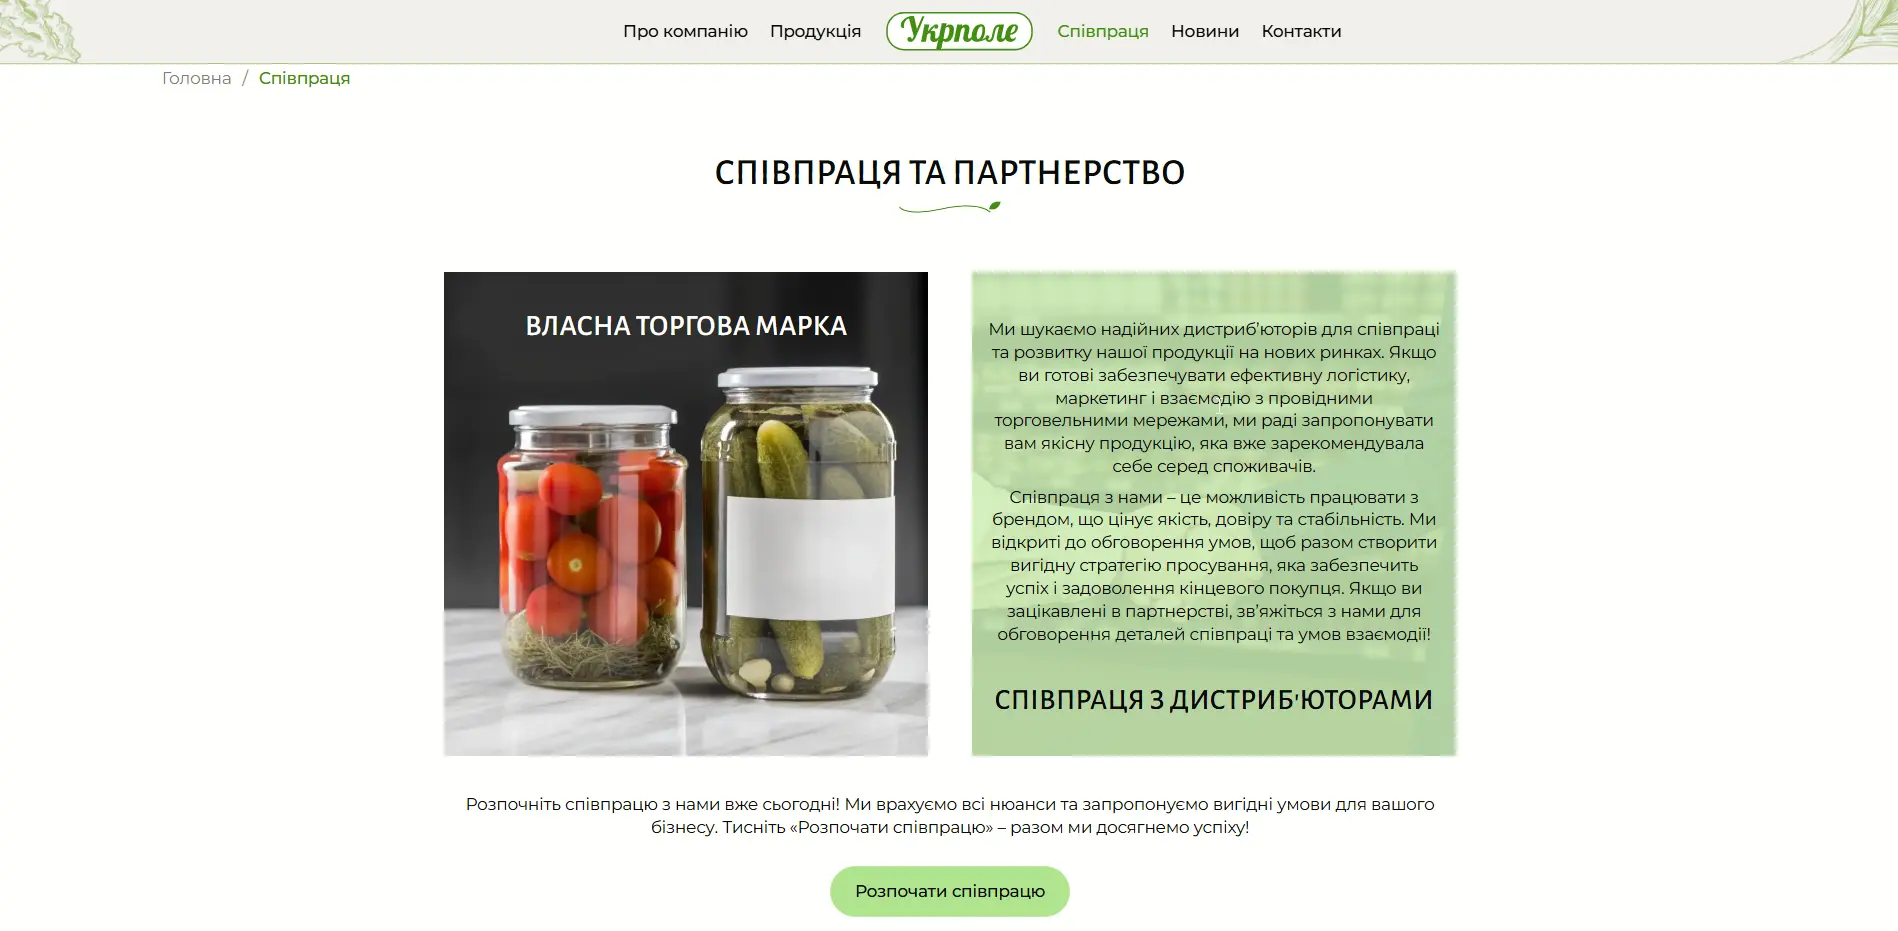 Про компанію Продукція Укрполе Співпраця Новини Контакти
Головна / Співпраця
СПІВПРАЦЯ ТА ПАРТНЕРСТВО
ВЛАСНА ТОРГОВА МАРКА
Ми шукаємо надійних дистриб’юторів для співпраці
та розвитку нашої продукції на нових ринках. Якщо
ви готові забезпечувати ефективну логістику,
маркетинг і взаємодію з провідними
торговельними мережами, ми раді запропонувати
вам якісну продукцію, яка вже зарекомендувала
себе серед споживачів.
Співпраця з нами – це можливість працювати з
брендом, що цінує якість, довіру та стабільність. Ми
відкриті до обговорення умов, щоб разом створити
вигідну стратегію просування, яка забезпечить
успіх і задоволення кінцевого покупця. Якщо ви
зацікавлені в партнерстві, зв’яжіться з нами для
обговорення деталей співпраці та умов взаємодії!
СПІВПРАЦЯ З ДИСТРИБ'ЮТОРАМИ
Розпочніть співпрацю з нами вже сьогодні! Ми врахуємо всі нюанси та запропонуємо вигідні умови для вашого
бізнесу. Тисніть «Розпочати співпрацю» – разом ми досягнемо успіху!
Розпочати співпрацю